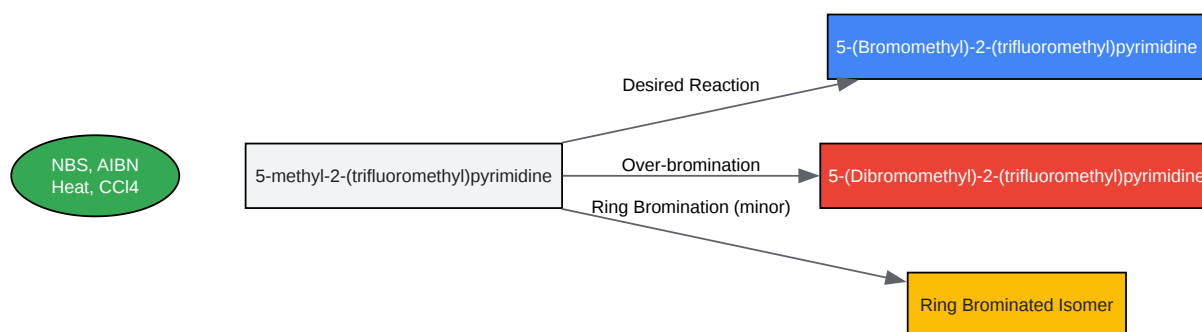 NBS, AIBN
Heat, CCl4
5-methyl-2-(trifluoromethyl)pyrimidine
Desired Reaction
Over-bromination
Ring Bromination (minor)
5-(Bromomethyl)-2-(trifluoromethyl)pyrimidine
5-(Dibromomethyl)-2-(trifluoromethyl)pyrimidine
Ring Brominated Isomer